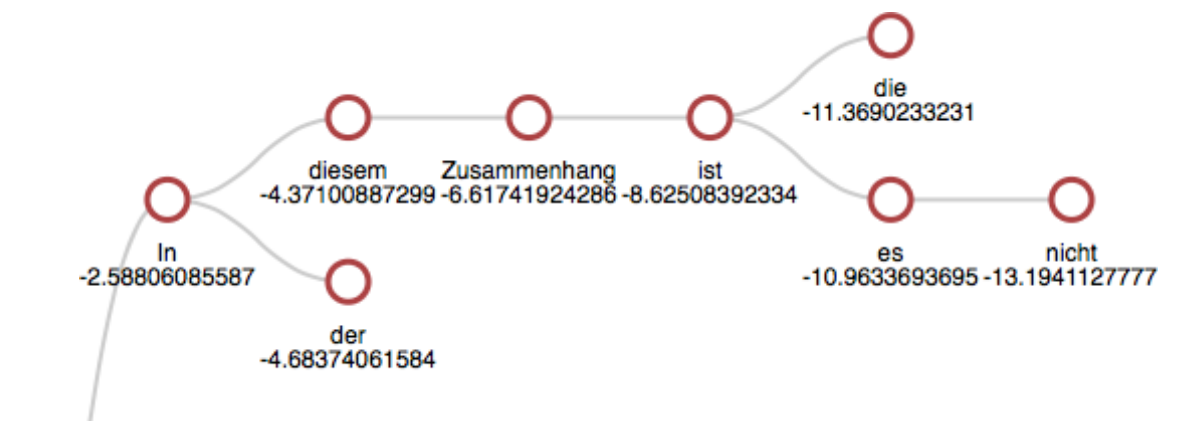 die
-11.3690233231
diesem Zusammenhang ist
-4.37100887299 -6.61741924286 -8.62508392334
In es nicht
-2.58806085587 -10.9633693695 -13.1941127777
der
-4.68374061584